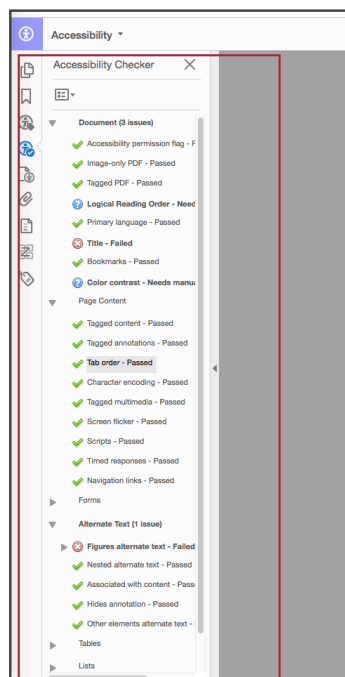 Accessibility
Accessibility Checker
Document (3 issues)
Accessibility permission flag - F
Image-only PDF - Passed
Tagged PDF - Passed
Logical Reading Order - Need
Primary language - Passed
Title - Failed
Bookmarks - Passed
Color contrast - Needs manua
Page Content
Tagged content - Passed
Tagged annotations - Passed
Tab order - Passed
Character encoding - Passed
Tagged multimedia - Passed
Screen flicker - Passed
Scripts - Passed
Timed responses - Passed
Navigation links - Passed
Forms
Alternate Text (1 issue)
Figures alternate text - Failed
Nested alternate text - Passed
Associated with content - Pass
Hides annotation - Passed
Other elements alternate text -
Tables
Lists